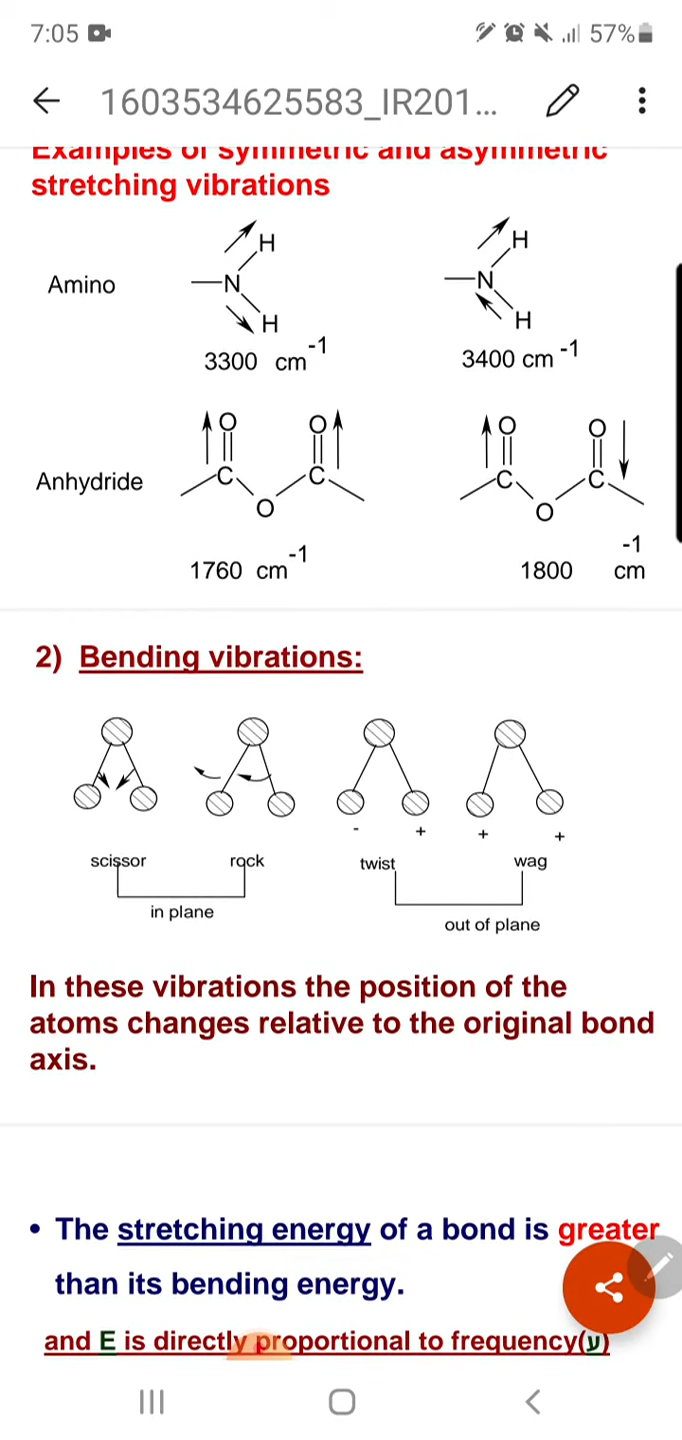 7:05
57%
1603534625583_IR201...
Examples of symmetric and asymmetric
stretching vibrations
H H
Amino —N —N
H H
3300 cm-1 3400 cm-1
O O O O
Anhydride C C C C
O O
1760 cm-1 1800 cm-1
2) Bending vibrations:
- + + +
scissor rock twist wag
in plane out of plane
In these vibrations the position of the
atoms changes relative to the original bond
axis.
• The stretching energy of a bond is greater
than its bending energy.
and E is directly proportional to frequency(y)